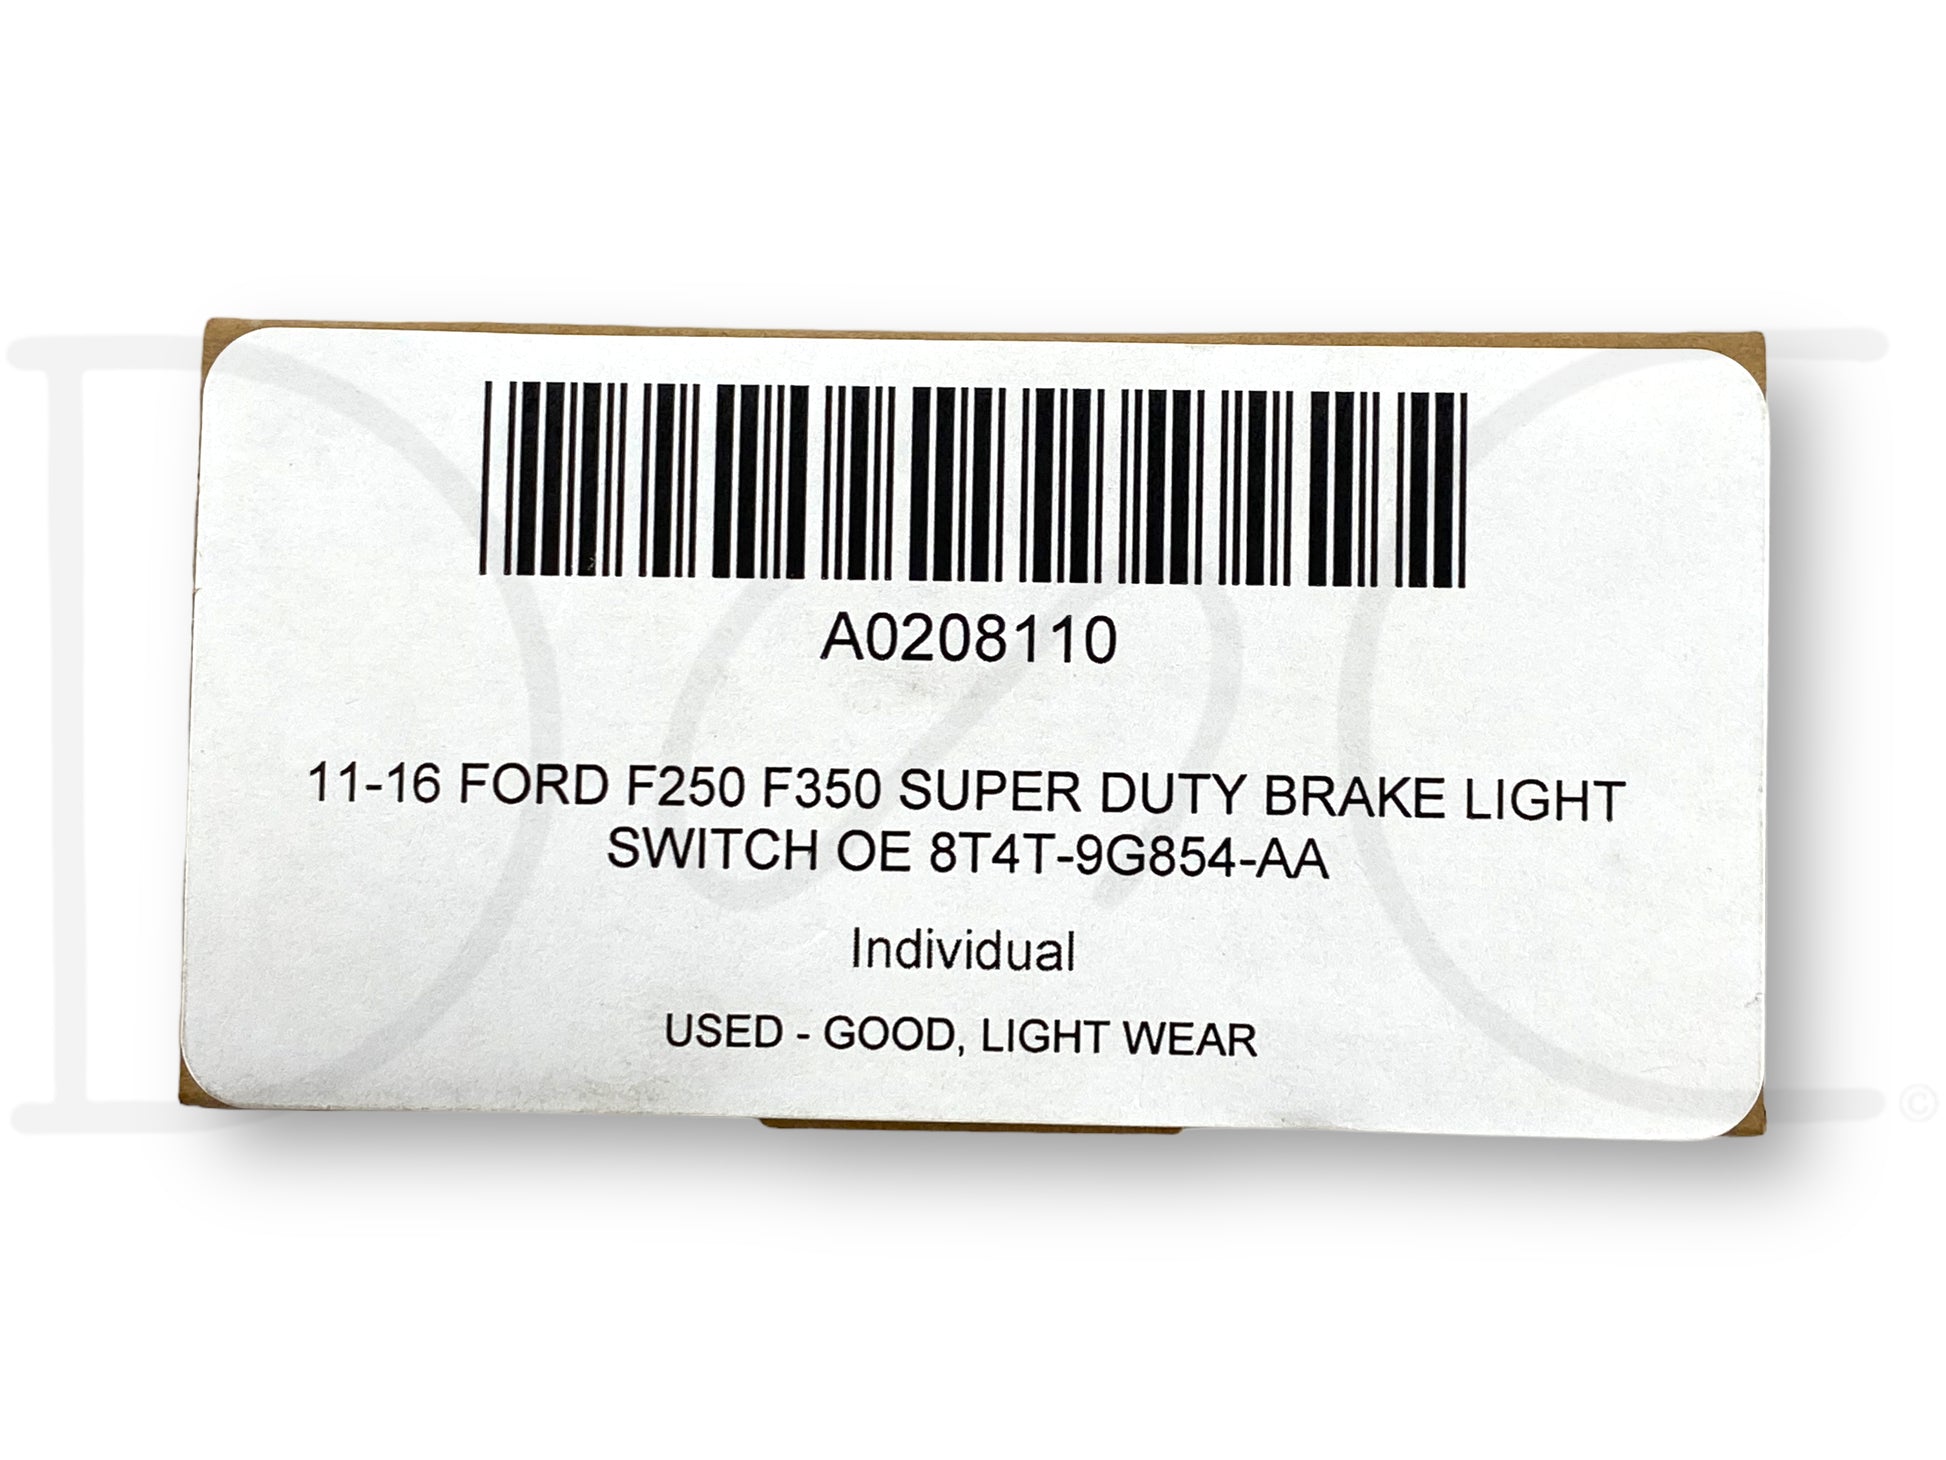 A0208110
11-16 FORD F250 F350 SUPER DUTY BRAKE LIGHT
SWITCH OE 8T4T-9G854-AA
Individual
USED - GOOD, LIGHT WEAR
©